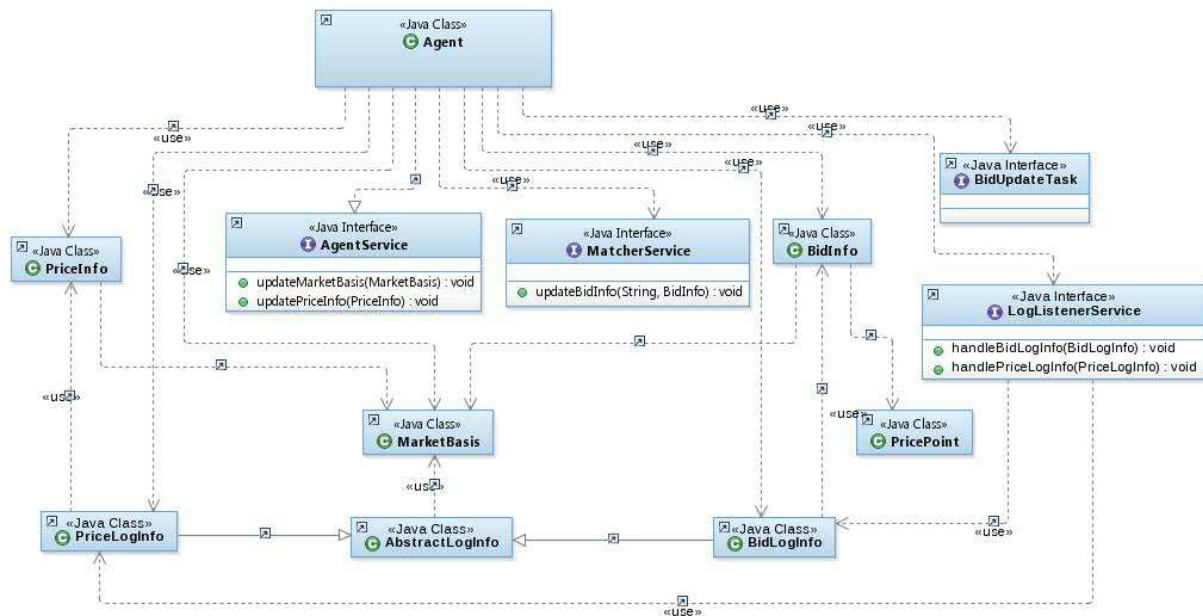 «Java Class»
Agent
«use»
«use»
«use»
«use»
«use»
«use»
«use»
«use»
«Java Interface»
BidUpdateTask
«Java Interface»
AgentService
updateMarketBasis(MarketBasis) : void
updatePriceInfo(PriceInfo) : void
«Java Interface»
MatcherService
updateBidInfo(String, BidInfo) : void
«Java Class»
BidInfo
«Java Class»
PriceInfo
«Java Interface»
LogListenerService
handleBidLogInfo(BidLogInfo) : void
handlePriceLogInfo(PriceLogInfo) : void
«use»
«use»
«Java Class»
MarketBasis
«Java Class»
PricePoint
«use»
«Java Class»
PriceLogInfo
«Java Class»
AbstractLogInfo
«Java Class»
BidLogInfo
«use»
«use»